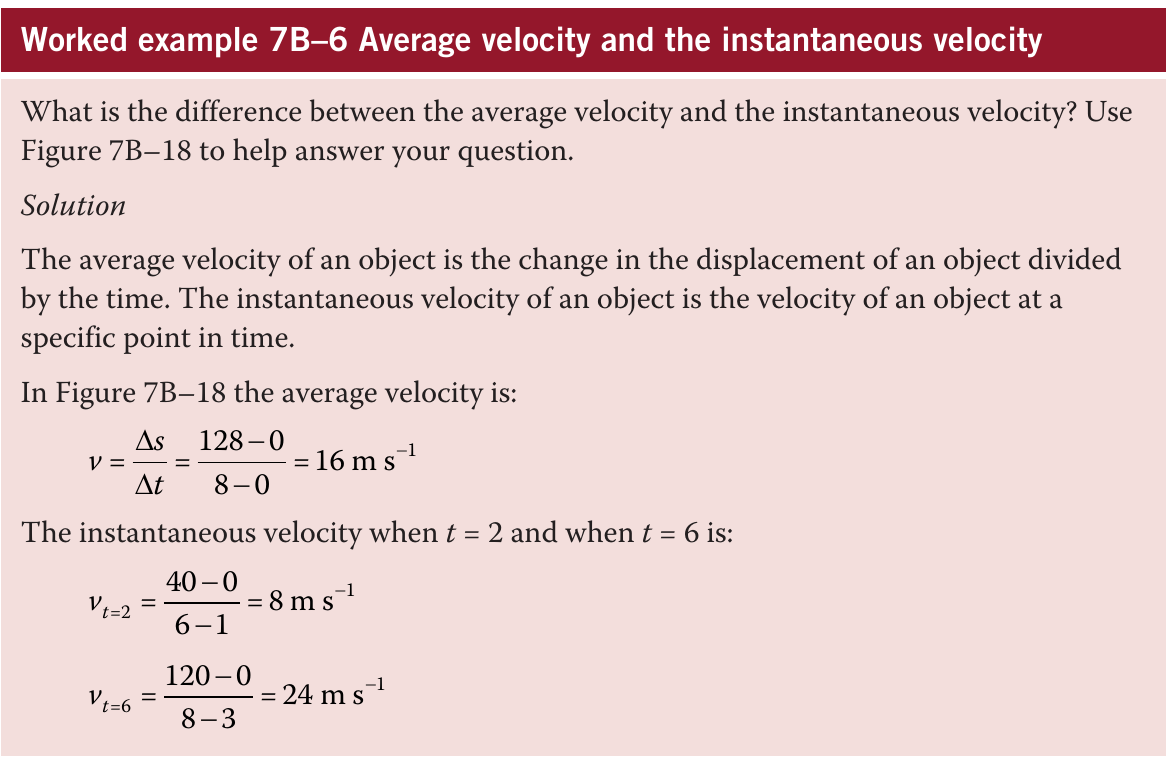 Worked example 7B–6 Average velocity and the instantaneous velocity
What is the difference between the average velocity and the instantaneous velocity? Use
Figure 7B–18 to help answer your question.
Solution
The average velocity of an object is the change in the displacement of an object divided
by the time. The instantaneous velocity of an object is the velocity of an object at a
specific point in time.
In Figure 7B–18 the average velocity is:
v = Δs/Δt = (128 – 0)/(8 – 0) = 16 m s⁻¹
The instantaneous velocity when t = 2 and when t = 6 is:
vₜ₌₂ = (40 – 0)/(6 – 1) = 8 m s⁻¹
vₜ₌₆ = (120 – 0)/(8 – 3) = 24 m s⁻¹